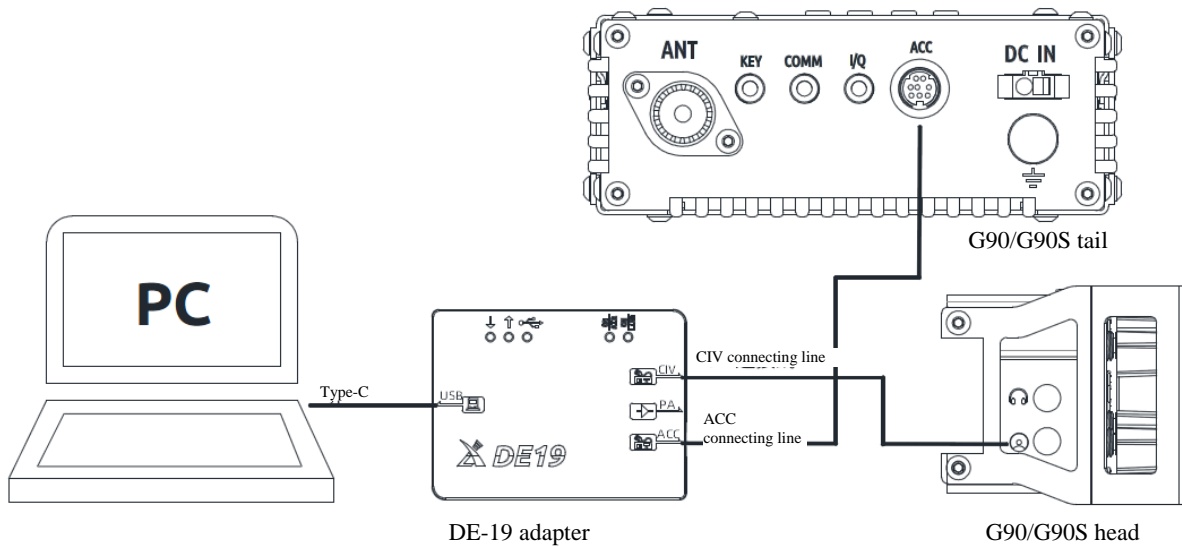 ANT
KEY
COMM
I/Q
ACC
DC IN
G90/G90S tail
PC
Type-C
USB
CIV
PA
ACC
DE19
CIV connecting line
ACC
connecting line
DE-19 adapter
G90/G90S head